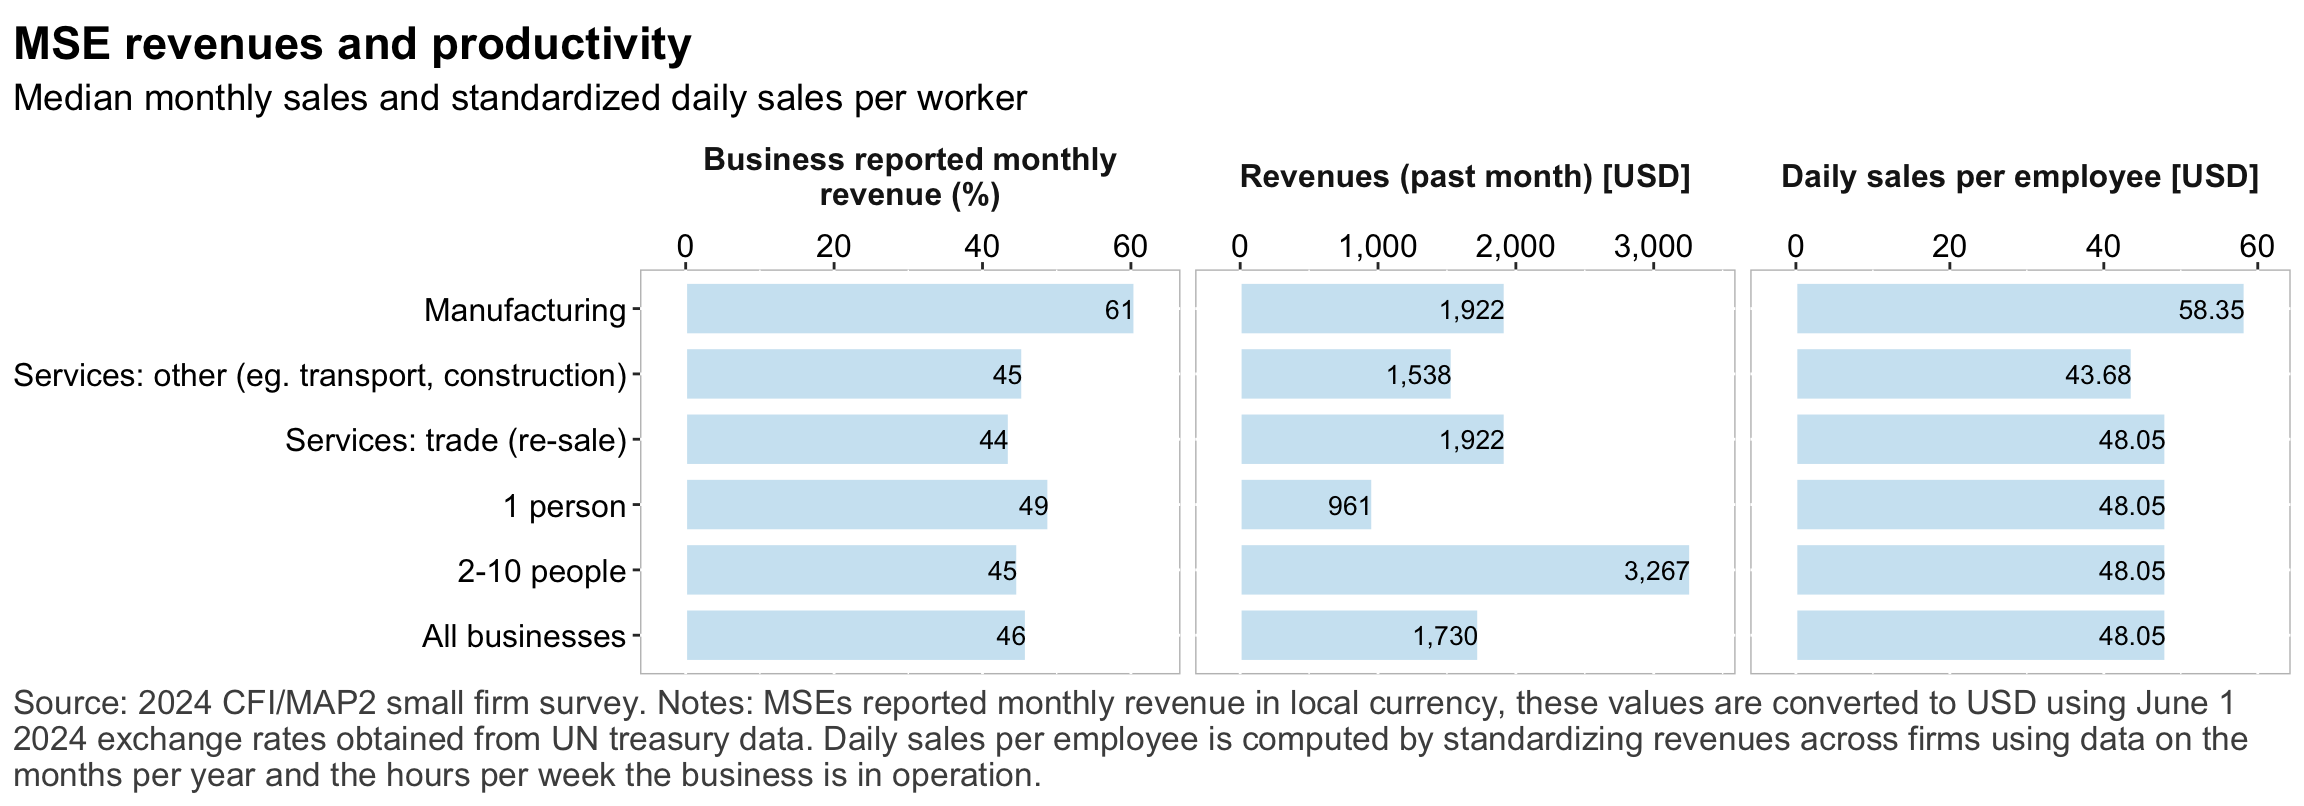 MSE revenues and productivity
Median monthly sales and standardized daily sales per worker
Business reported monthly
revenue (%)
Revenues (past month) [USD]
Daily sales per employee [USD]
0 20 40 60
0 1,000 2,000 3,000
0 20 40 60
Manufacturing 61 1,922 58.35
Services: other (eg. transport, construction) 45 1,538 43.68
Services: trade (re-sale) 44 1,922 48.05
1 person 49 961 48.05
2-10 people 45 3,267 48.05
All businesses 46 1,730 48.05
Source: 2024 CFI/MAP2 small firm survey. Notes: MSEs reported monthly revenue in local currency, these values are converted to USD using June 1
2024 exchange rates obtained from UN treasury data. Daily sales per employee is computed by standardizing revenues across firms using data on the
months per year and the hours per week the business is in operation.